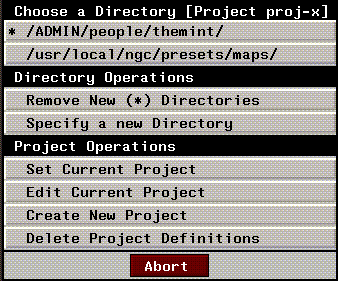 Choose a Directory [Project proj-x]
* /ADMIN/people/themint/
/usr/local/ngc/presets/maps/
Directory Operations
Remove New (*) Directories
Specify a new Directory
Project Operations
Set Current Project
Edit Current Project
Create New Project
Delete Project Definitions
Abort